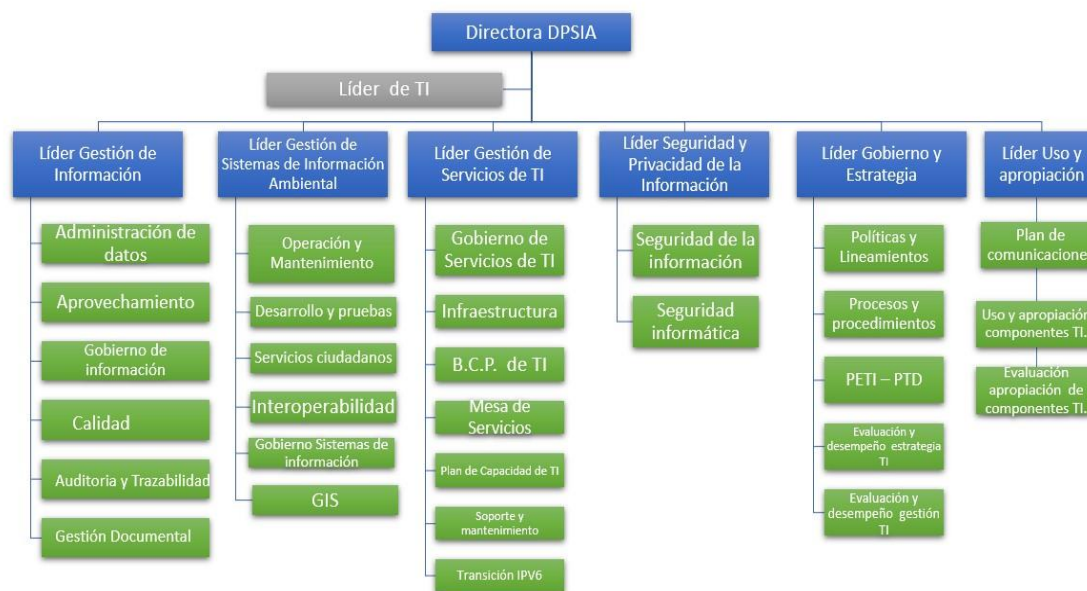 Directora DPSIA
Líder de TI
Líder Gestión de
Información
Líder Gestión de
Sistemas de Información
Ambiental
Líder Gestión de
Servicios de TI
Líder Seguridad y
Privacidad de la
Información
Líder Gobierno y
Estrategia
Líder Uso y
apropiación
Administración de
datos
Aprovechamiento
Gobierno de
información
Calidad
Auditoria y Trazabilidad
Gestión Documental
Operación y
Mantenimiento
Desarrollo y pruebas
Servicios ciudadanos
Interoperabilidad
Gobierno Sistemas de
información
GIS
Gobierno de
Servicios de TI
Infraestructura
B.C.P. de TI
Mesa de
Servicios
Plan de Capacidad de TI
Soporte y
mantenimiento
Transición IPV6
Seguridad de la
información
Seguridad
informática
Políticas y
Lineamientos
Procesos y
procedimientos
PETI – PTD
Evaluación y
desempeño estrategia
TI
Evaluación y
desempeño gestión
TI
Plan de
comunicacione
Uso y apropiación
componentes TI.
Evaluación
apropiación de
componentes TI.